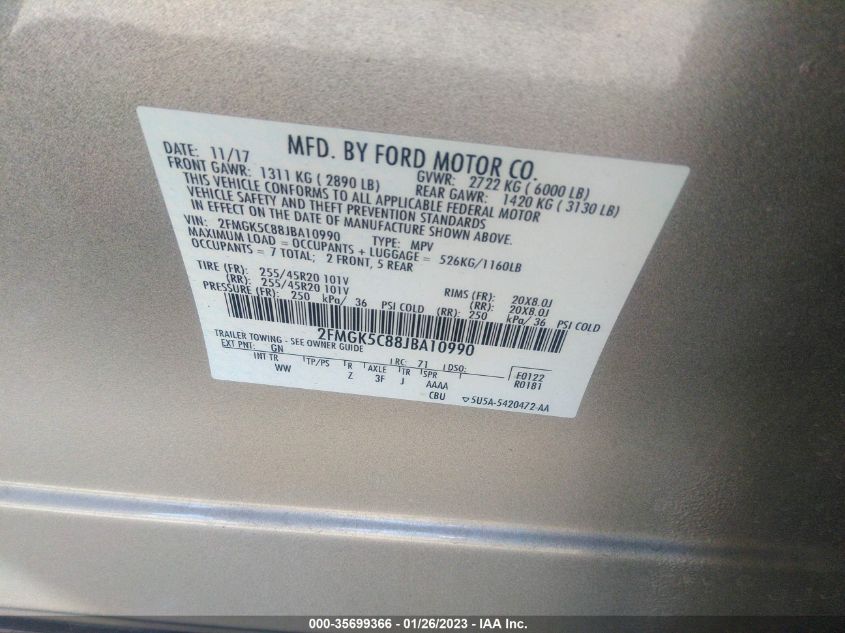 MFD. BY FORD MOTOR CO.
DATE: 11/17 GVWR: 2722 KG ( 6000 LB)
FRONT GAWR: 1311 KG ( 2890 LB) REAR GAWR: 1420 KG ( 3130 LB)
THIS VEHICLE CONFORMS TO ALL APPLICABLE FEDERAL MOTOR
VEHICLE SAFETY AND THEFT PREVENTION STANDARDS
IN EFFECT ON THE DATE OF MANUFACTURE SHOWN ABOVE.
VIN: 2FMGK5C88JBA10990 TYPE: MPV
MAXIMUM LOAD = OCCUPANTS + LUGGAGE = 526KG/1160LB
OCCUPANTS = 7 TOTAL; 2 FRONT, 5 REAR
TIRE (FR): 255/45R20 101V RIMS (FR): 20X8.0J
(RR): 255/45R20 101V (RR): 20X8.0J
PRESSURE (FR): 250 kPa/ 36 PSI COLD (RR): 250 kPa/ 36 PSI COLD
2FMGK5C88JBA10990
TRAILER TOWING - SEE OWNER GUIDE
EXT PNT: GN RC: 71 DSO: F0122
INT TR TP/PS R AXLE TR SPR R0181
WW Z 3F J AAAA
CBU ▽5U5A-5420472-AA
000-35699366 - 01/26/2023 - IAA Inc.